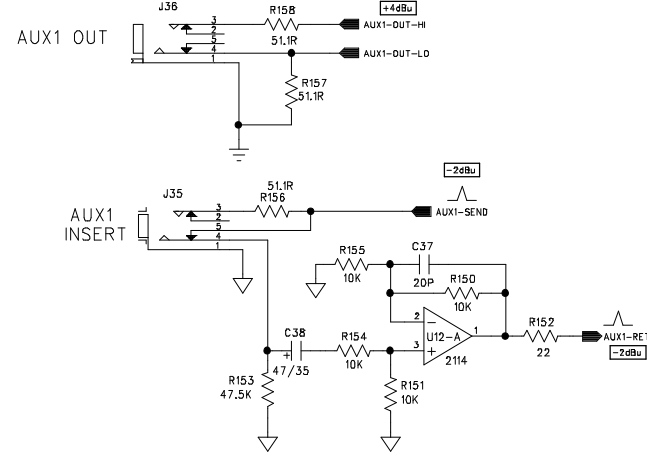 J36
+4dBu
AUX1 OUT
3
2
5
4
1
R158
51.1R
AUX1-OUT-HI
AUX1-OUT-LO
R157
51.1R
-2dBu
J35
AUX1
INSERT
3
2
5
4
1
51.1R
R156
AUX1-SEND
R155
10K
C37
20P
R150
10K
2
3
1
U12-A
2114
R152
22
AUX1-RET
-2dBu
C38
47/35
R154
10K
R153
47.5K
R151
10K